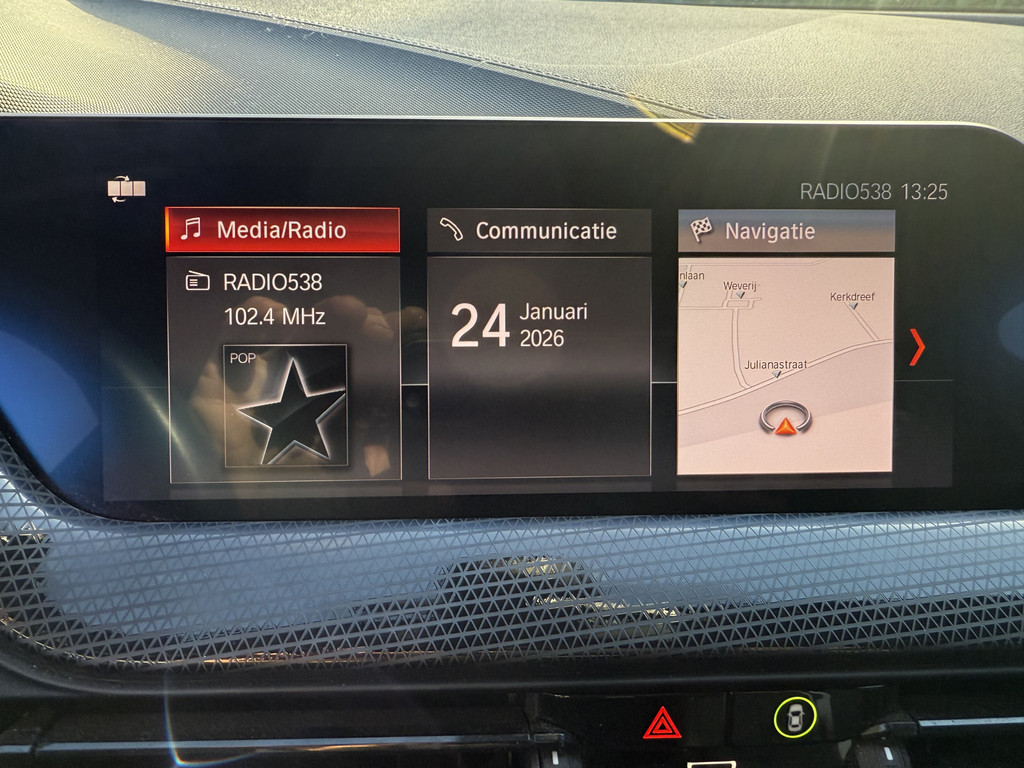 RADIO538 13:25
Media/Radio
Communicatie
Navigatie
RADIO538
102.4 MHz
POP
24 Januari
2026
nlaan
Weverij
Kerkdreef
Julianastraat